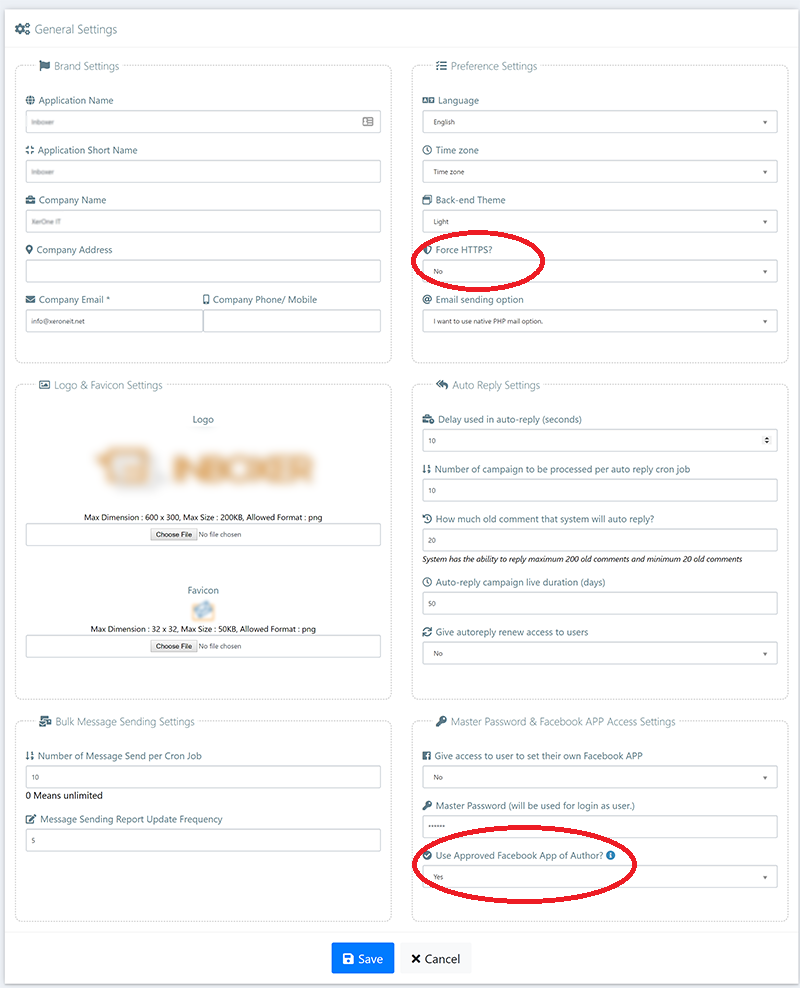 General Settings
Brand Settings
Application Name
Inboxer
Application Short Name
Inboxer
Company Name
XerOne IT
Company Address
Company Email *
Company Phone/ Mobile
info@xeroneit.net
Logo & Favicon Settings
Logo
INBOXER
Max Dimension : 600 x 300, Max Size : 200KB, Allowed Format : png
Choose File No file chosen
Favicon
Max Dimension : 32 x 32, Max Size : 50KB, Allowed Format : png
Choose File No file chosen
Bulk Message Sending Settings
Number of Message Send per Cron Job
10
0 Means unlimited
Message Sending Report Update Frequency
5
Preference Settings
Language
English
Time zone
Time zone
Back-end Theme
Light
Force HTTPS?
No
Email sending option
I want to use native PHP mail option.
Auto Reply Settings
Delay used in auto-reply (seconds)
10
Number of campaign to be processed per auto reply cron job
10
How much old comment that system will auto reply?
20
System has the ability to reply maximum 200 old comments and minimum 20 old comments
Auto-reply campaign live duration (days)
50
Give autoreply renew access to users
No
Master Password & Facebook APP Access Settings
Give access to user to set their own Facebook APP
No
Master Password (will be used for login as user.)
••••••
Use Approved Facebook App of Author?
Yes
Save
Cancel